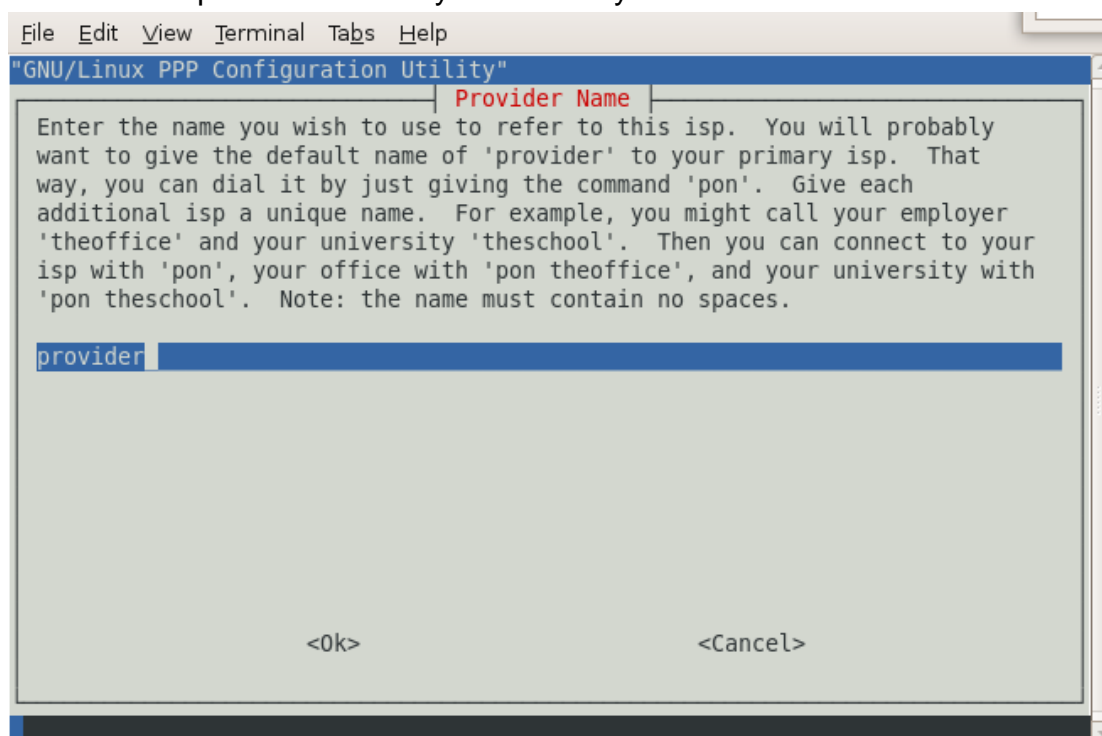 File Edit View Terminal Tabs Help
"GNU/Linux PPP Configuration Utility"
Provider Name
Enter the name you wish to use to refer to this isp.  You will probably
want to give the default name of 'provider' to your primary isp.  That
way, you can dial it by just giving the command 'pon'.  Give each
additional isp a unique name.  For example, you might call your employer
'theoffice' and your university 'theschool'.  Then you can connect to your
isp with 'pon', your office with 'pon theoffice', and your university with
'pon theschool'.  Note: the name must contain no spaces.
provider
<Ok> <Cancel>